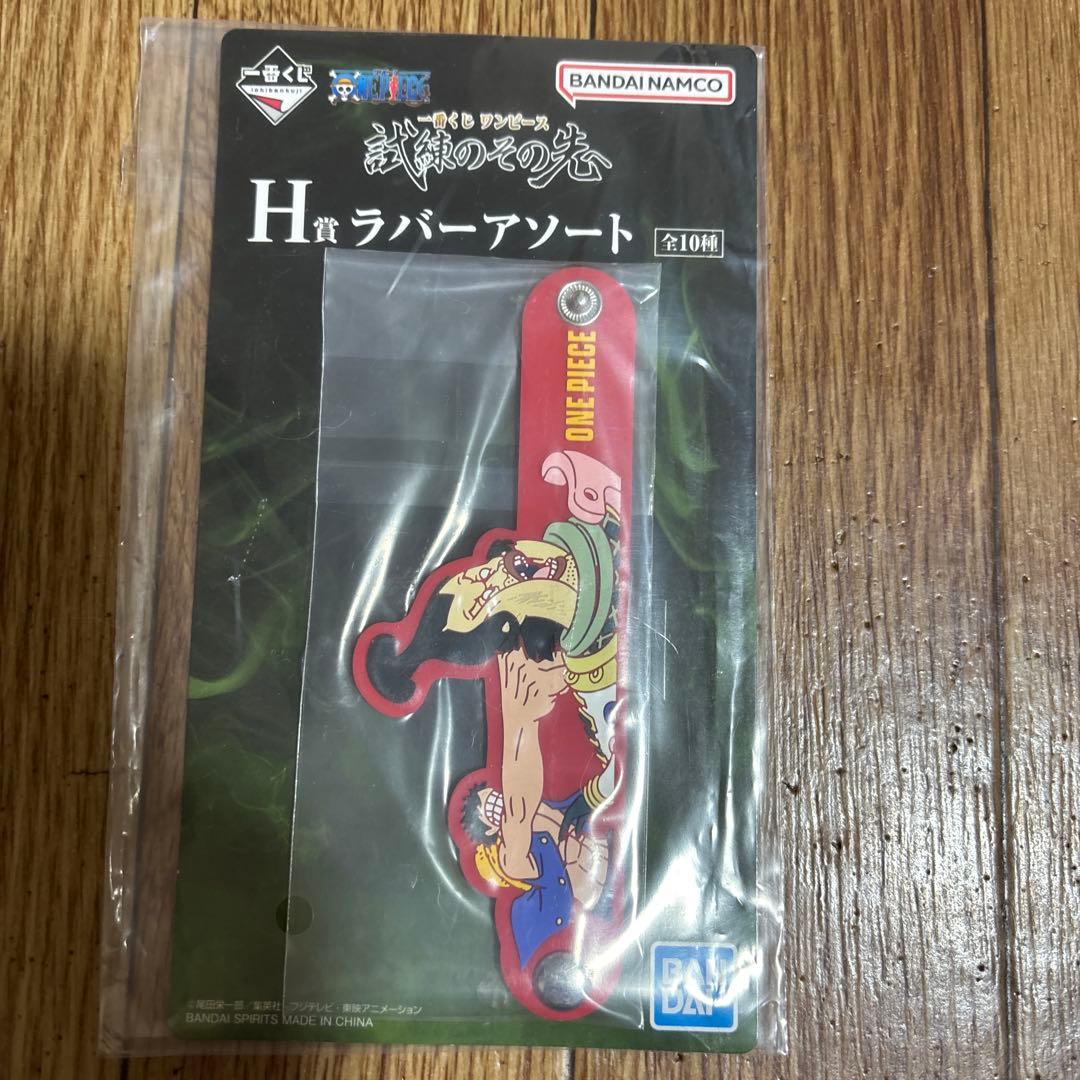 一番くじ
ichibankuji
ONE PIECE
BANDAI NAMCO
一番くじ ワンピース
試練のその先へ
H賞 ラバーアソート 全10種
ONE PIECE
BAN
DAI
©尾田栄一郎/集英社・フジテレビ・東映アニメーション
BANDAI SPIRITS MADE IN CHINA